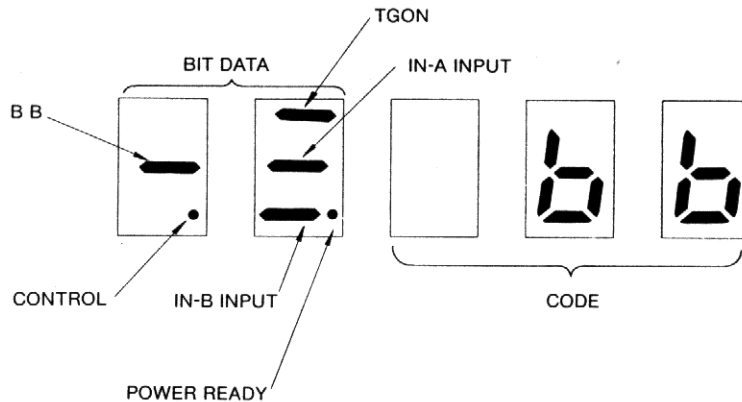 TGON
BIT DATA
IN-A INPUT
B B
b b
CONTROL
IN-B INPUT
CODE
POWER READY